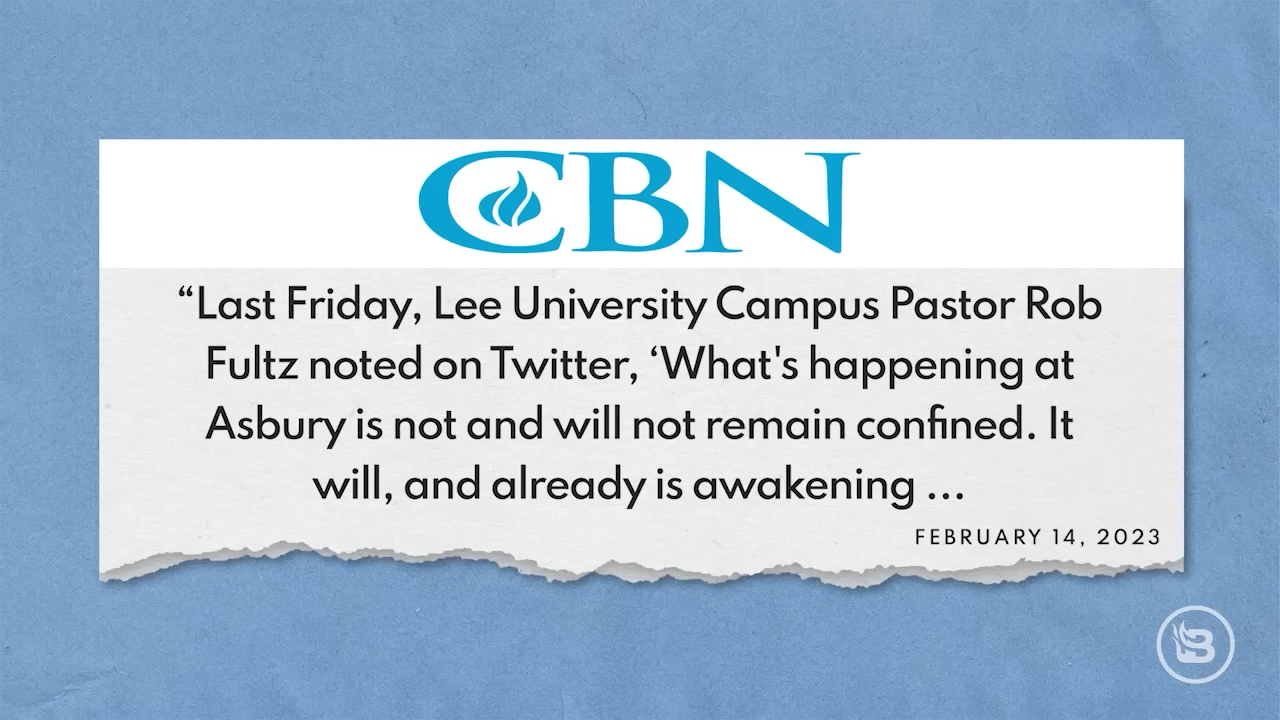 CBN
“Last Friday, Lee University Campus Pastor Rob
Fultz noted on Twitter, ‘What's happening at
Asbury is not and will not remain confined. It
will, and already is awakening ...
FEBRUARY 14, 2023
B